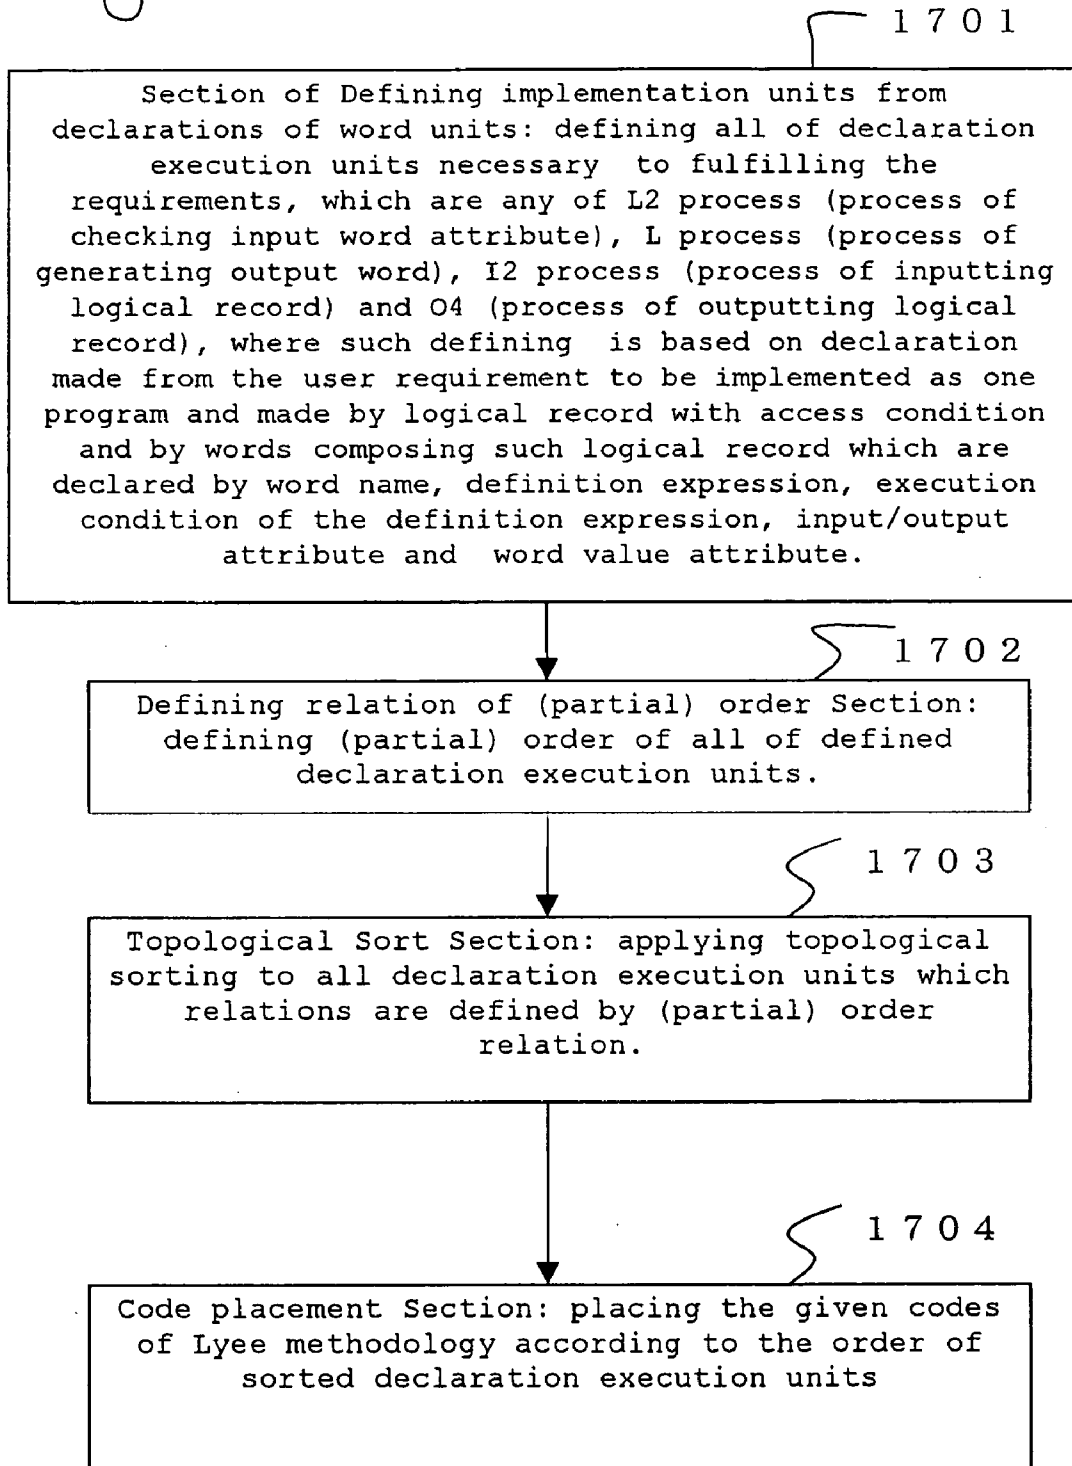 1701
Section of Defining implementation units from
declarations of word units: defining all of declaration
execution units necessary to fulfilling the
requirements, which are any of L2 process (process of
checking input word attribute), L process (process of
generating output word), I2 process (process of inputting
logical record) and O4 (process of outputting logical
record), where such defining is based on declaration
made from the user requirement to be implemented as one
program and made by logical record with access condition
and by words composing such logical record which are
declared by word name, definition expression, execution
condition of the definition expression, input/output
attribute and word value attribute.
1702
Defining relation of (partial) order Section:
defining (partial) order of all of defined
declaration execution units.
1703
Topological Sort Section: applying topological
sorting to all declaration execution units which
relations are defined by (partial) order
relation.
1704
Code placement Section: placing the given codes
of Lyee methodology according to the order of
sorted declaration execution units